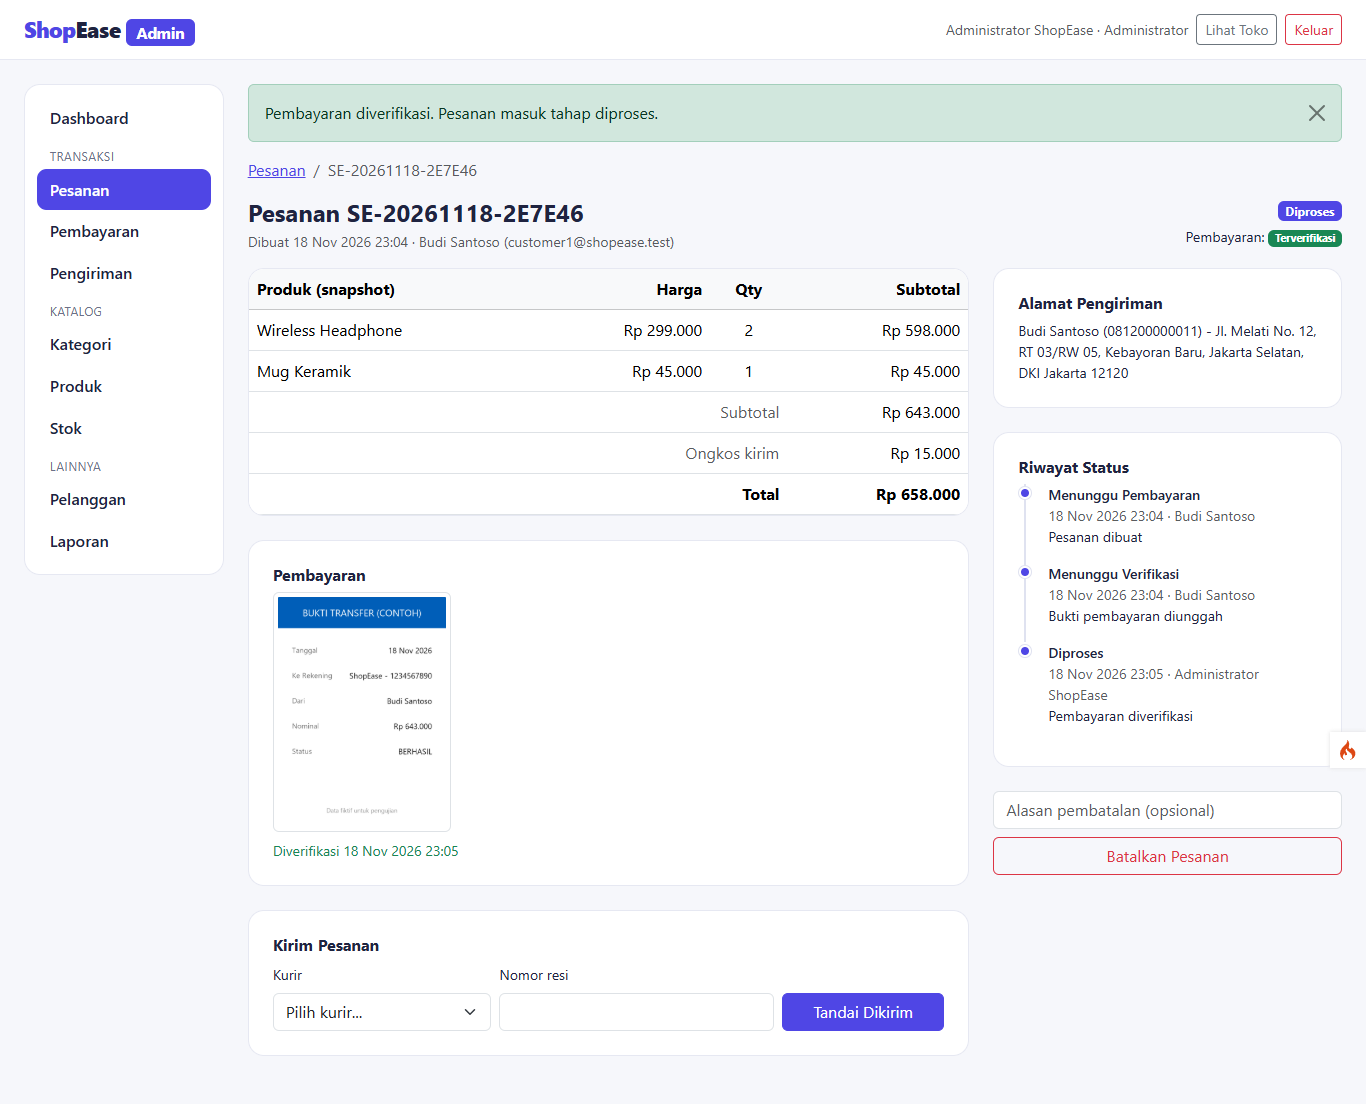 ShopEase Admin
Administrator ShopEase · Administrator
Lihat Toko
Keluar
Dashboard
TRANSAKSI
Pesanan
Pembayaran
Pengiriman
KATALOG
Kategori
Produk
Stok
LAINNYA
Pelanggan
Laporan
Pembayaran diverifikasi. Pesanan masuk tahap diproses.
Pesanan / SE-20261118-2E7E46
Pesanan SE-20261118-2E7E46
Dibuat 18 Nov 2026 23:04 · Budi Santoso (customer1@shopease.test)
Diproses
Pembayaran: Terverifikasi
Produk (snapshot) Harga Qty Subtotal
Wireless Headphone Rp 299.000 2 Rp 598.000
Mug Keramik Rp 45.000 1 Rp 45.000
Subtotal Rp 643.000
Ongkos kirim Rp 15.000
Total Rp 658.000
Pembayaran
BUKTI TRANSFER (CONTOH)
Tanggal 18 Nov 2026
Ke Rekening ShopEase - 1234567890
Dari Budi Santoso
Nominal Rp 643.000
Status BERHASIL
Data fiktif untuk pengujian
Diverifikasi 18 Nov 2026 23:05
Kirim Pesanan
Kurir Nomor resi
Pilih kurir...
Tandai Dikirim
Alamat Pengiriman
Budi Santoso (081200000011) - Jl. Melati No. 12,
RT 03/RW 05, Kebayoran Baru, Jakarta Selatan,
DKI Jakarta 12120
Riwayat Status
Menunggu Pembayaran
18 Nov 2026 23:04 · Budi Santoso
Pesanan dibuat
Menunggu Verifikasi
18 Nov 2026 23:04 · Budi Santoso
Bukti pembayaran diunggah
Diproses
18 Nov 2026 23:05 · Administrator
ShopEase
Pembayaran diverifikasi
Alasan pembatalan (opsional)
Batalkan Pesanan